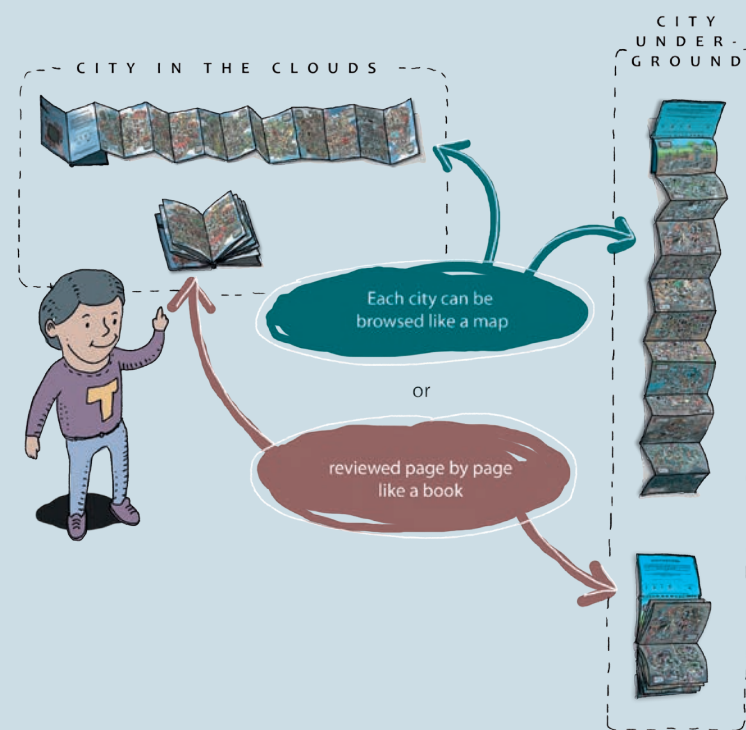 CITY IN THE CLOUDS
CITY
UNDER-
GROUND
Each city can be
browsed like a map
or
reviewed page by page
like a book
T